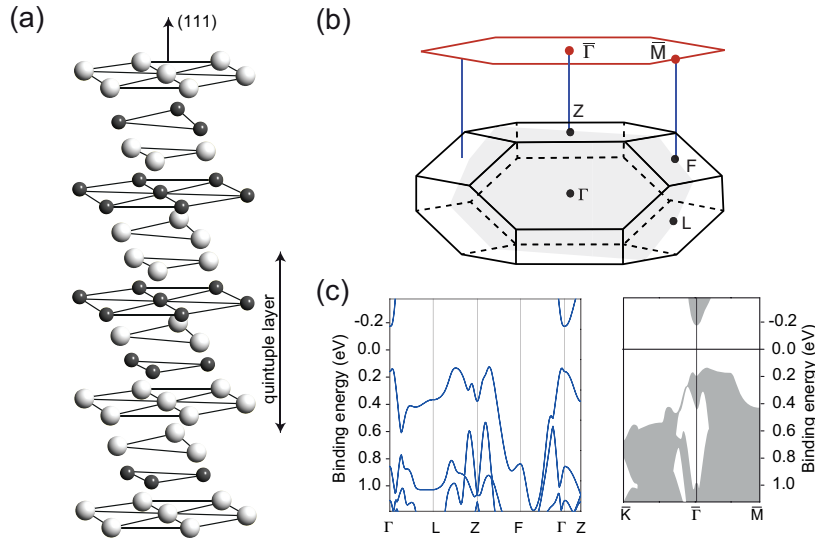 (a)
(111)
quintuple layer
(b)
Γ̅
M̅
Z
F
Γ
L
(c)
Binding energy (eV)
-0.2
0.0
0.2
0.4
0.6
0.8
1.0
Γ L Z F Γ Z
-0.2
0.0
0.2
0.4
0.6
0.8
1.0
Binding energy (eV)
K̅ Γ̅ M̅